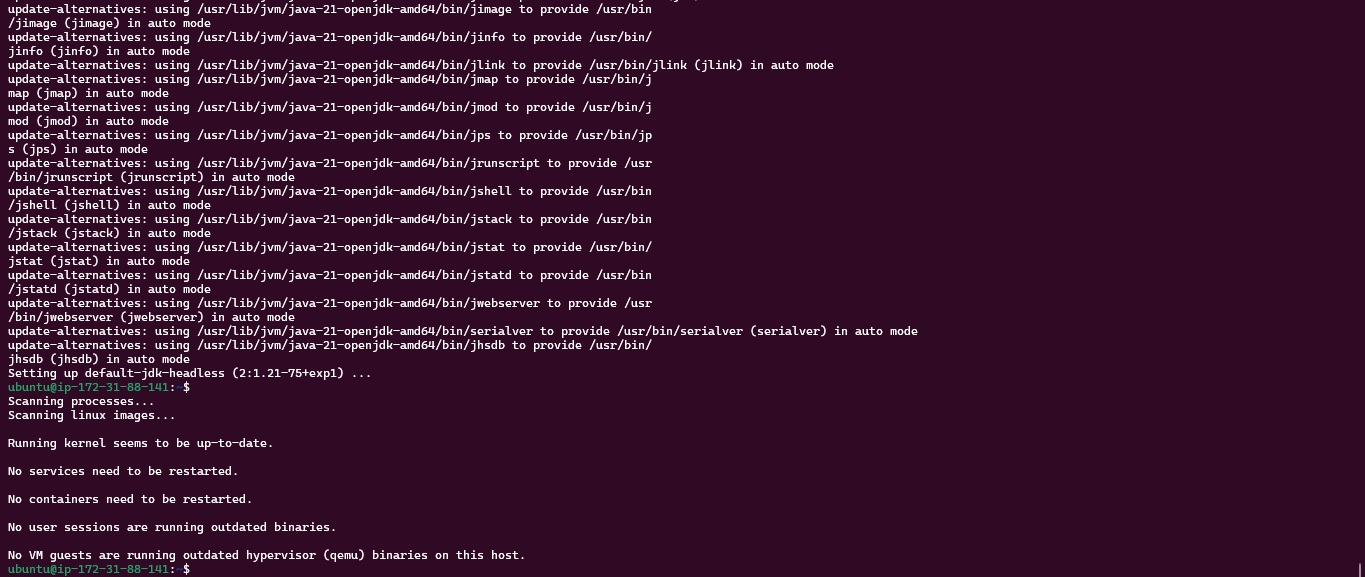 update-alternatives: using /usr/lib/jvm/java-21-openjdk-amd64/bin/jimage to provide /usr/bin
/jimage (jimage) in auto mode
update-alternatives: using /usr/lib/jvm/java-21-openjdk-amd64/bin/jinfo to provide /usr/bin/
jinfo (jinfo) in auto mode
update-alternatives: using /usr/lib/jvm/java-21-openjdk-amd64/bin/jlink to provide /usr/bin/jlink (jlink) in auto mode
update-alternatives: using /usr/lib/jvm/java-21-openjdk-amd64/bin/jmap to provide /usr/bin/j
map (jmap) in auto mode
update-alternatives: using /usr/lib/jvm/java-21-openjdk-amd64/bin/jmod to provide /usr/bin/j
mod (jmod) in auto mode
update-alternatives: using /usr/lib/jvm/java-21-openjdk-amd64/bin/jps to provide /usr/bin/jp
s (jps) in auto mode
update-alternatives: using /usr/lib/jvm/java-21-openjdk-amd64/bin/jrunscript to provide /usr
/bin/jrunscript (jrunscript) in auto mode
update-alternatives: using /usr/lib/jvm/java-21-openjdk-amd64/bin/jshell to provide /usr/bin
/jshell (jshell) in auto mode
update-alternatives: using /usr/lib/jvm/java-21-openjdk-amd64/bin/jstack to provide /usr/bin
/jstack (jstack) in auto mode
update-alternatives: using /usr/lib/jvm/java-21-openjdk-amd64/bin/jstat to provide /usr/bin/
jstat (jstat) in auto mode
update-alternatives: using /usr/lib/jvm/java-21-openjdk-amd64/bin/jstatd to provide /usr/bin
/jstatd (jstatd) in auto mode
update-alternatives: using /usr/lib/jvm/java-21-openjdk-amd64/bin/jwebserver to provide /usr
/bin/jwebserver (jwebserver) in auto mode
update-alternatives: using /usr/lib/jvm/java-21-openjdk-amd64/bin/serialver to provide /usr/bin/serialver (serialver) in auto mode
update-alternatives: using /usr/lib/jvm/java-21-openjdk-amd64/bin/jhsdb to provide /usr/bin/
jhsdb (jhsdb) in auto mode
Setting up default-jdk-headless (2:1.21-75+exp1) ...
ubuntu@ip-172-31-88-141:~$
Scanning processes...
Scanning linux images...

Running kernel seems to be up-to-date.

No services need to be restarted.

No containers need to be restarted.

No user sessions are running outdated binaries.

No VM guests are running outdated hypervisor (qemu) binaries on this host.
ubuntu@ip-172-31-88-141:~$